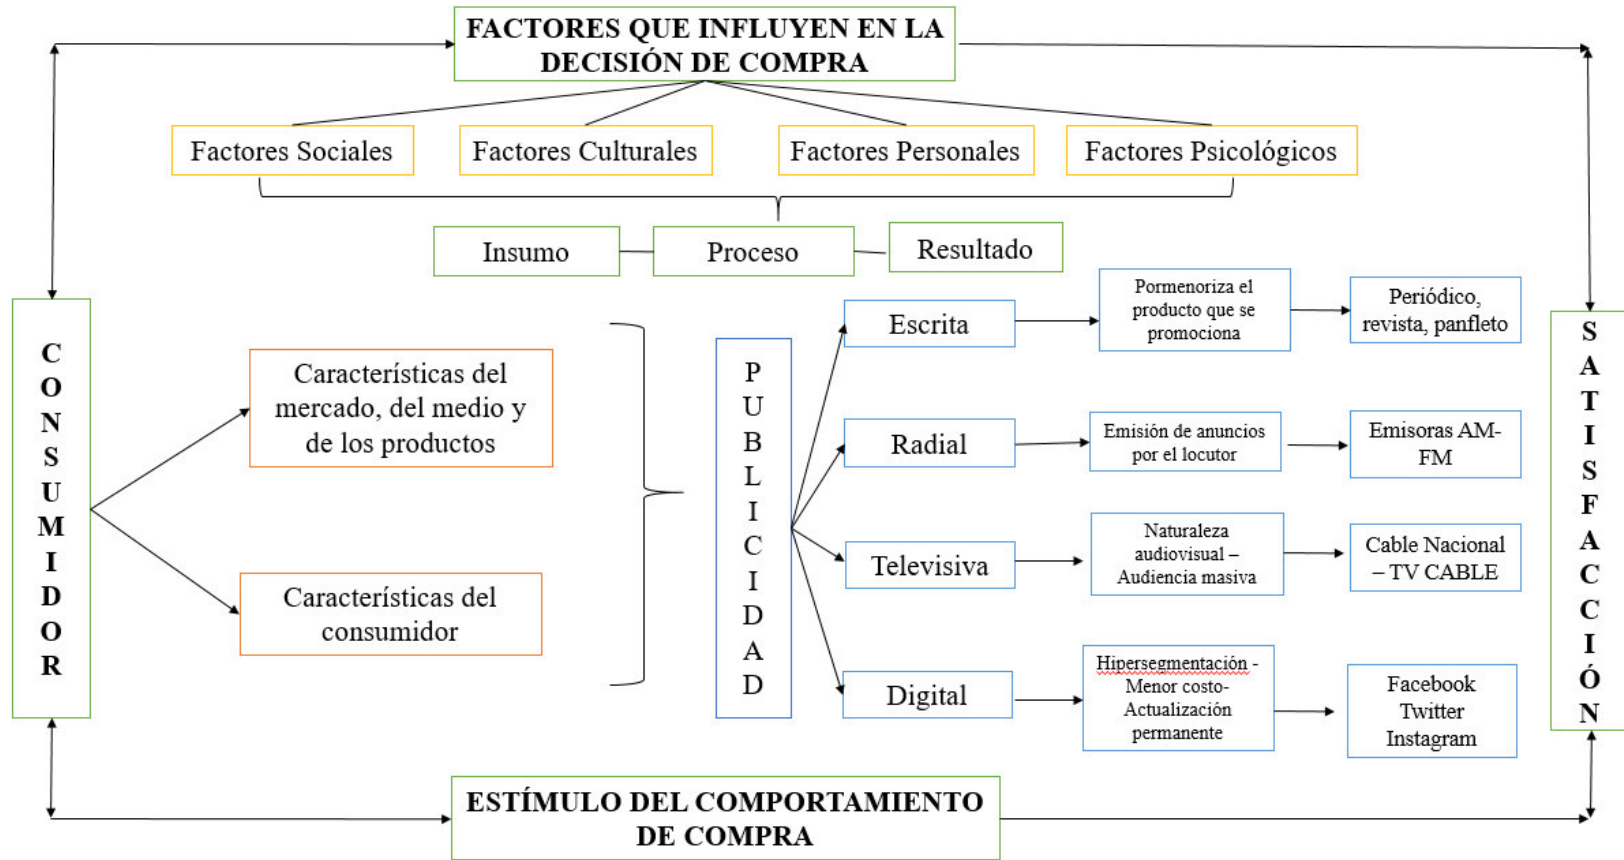 FACTORES QUE INFLUYEN EN LA
DECISIÓN DE COMPRA
Factores Sociales
Factores Culturales
Factores Personales
Factores Psicológicos
Insumo
Proceso
Resultado
CONSUMIDOR
Característicás del
mercado, del medio y
de los productos
Característicás del
consumidor
PUBLICIDAD
Escrita
Pormenoriza el
producto que se
promociona
Periódico,
revista, panfleto
Radial
Emisión de anuncios
por el locutor
Emisoras AM-
FM
Televisiva
Naturaleza
audiovisual –
Audiencia masiva
Cable Nacional
– TV CABLE
Digital
Hipersegmentación -
Menor costo-
Actualización
permanente
Facebook
Twitter
Instagram
SATISFACCIÓN
ESTÍMULO DEL COMPORTAMIENTO
DE COMPRA